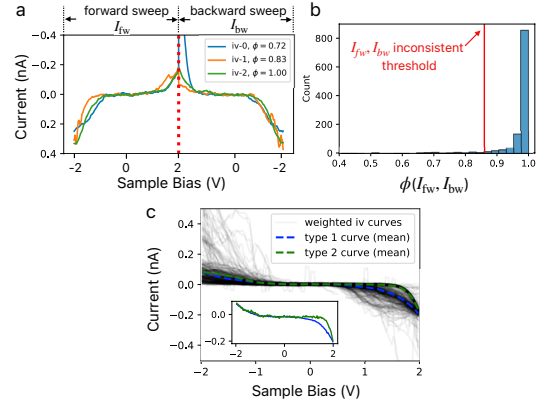 a
forward sweep
backward sweep
I_fw
I_bw
−0.4
−0.2
0.0
0.2
0.4
Current (nA)
iv-0, ϕ = 0.72
iv-1, ϕ = 0.83
iv-2, ϕ = 1.00
-2
0
2
0
-2
Sample Bias (V)
b
800
600
400
200
0
Count
I_fw, I_bw inconsistent
threshold
0.4
0.5
0.6
0.7
0.8
0.9
1.0
ϕ(I_fw, I_bw)
c
0.4
0.2
0.0
−0.2
−0.4
Current (nA)
weighted iv curves
type 1 curve (mean)
type 2 curve (mean)
0.0
−0.2
−2
0
2
−2
−1
0
1
2
Sample Bias (V)